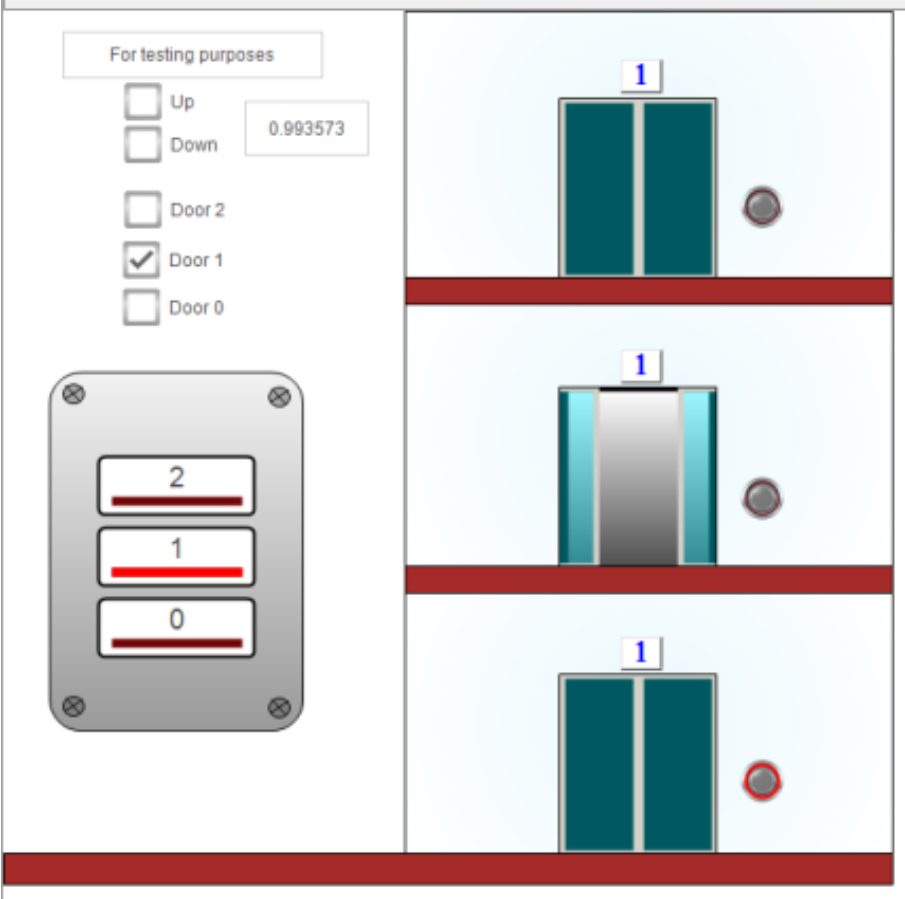 For testing purposes
Up
0.993573
Down
Door 2
Door 1
Door 0
2
1
0
1
1
1